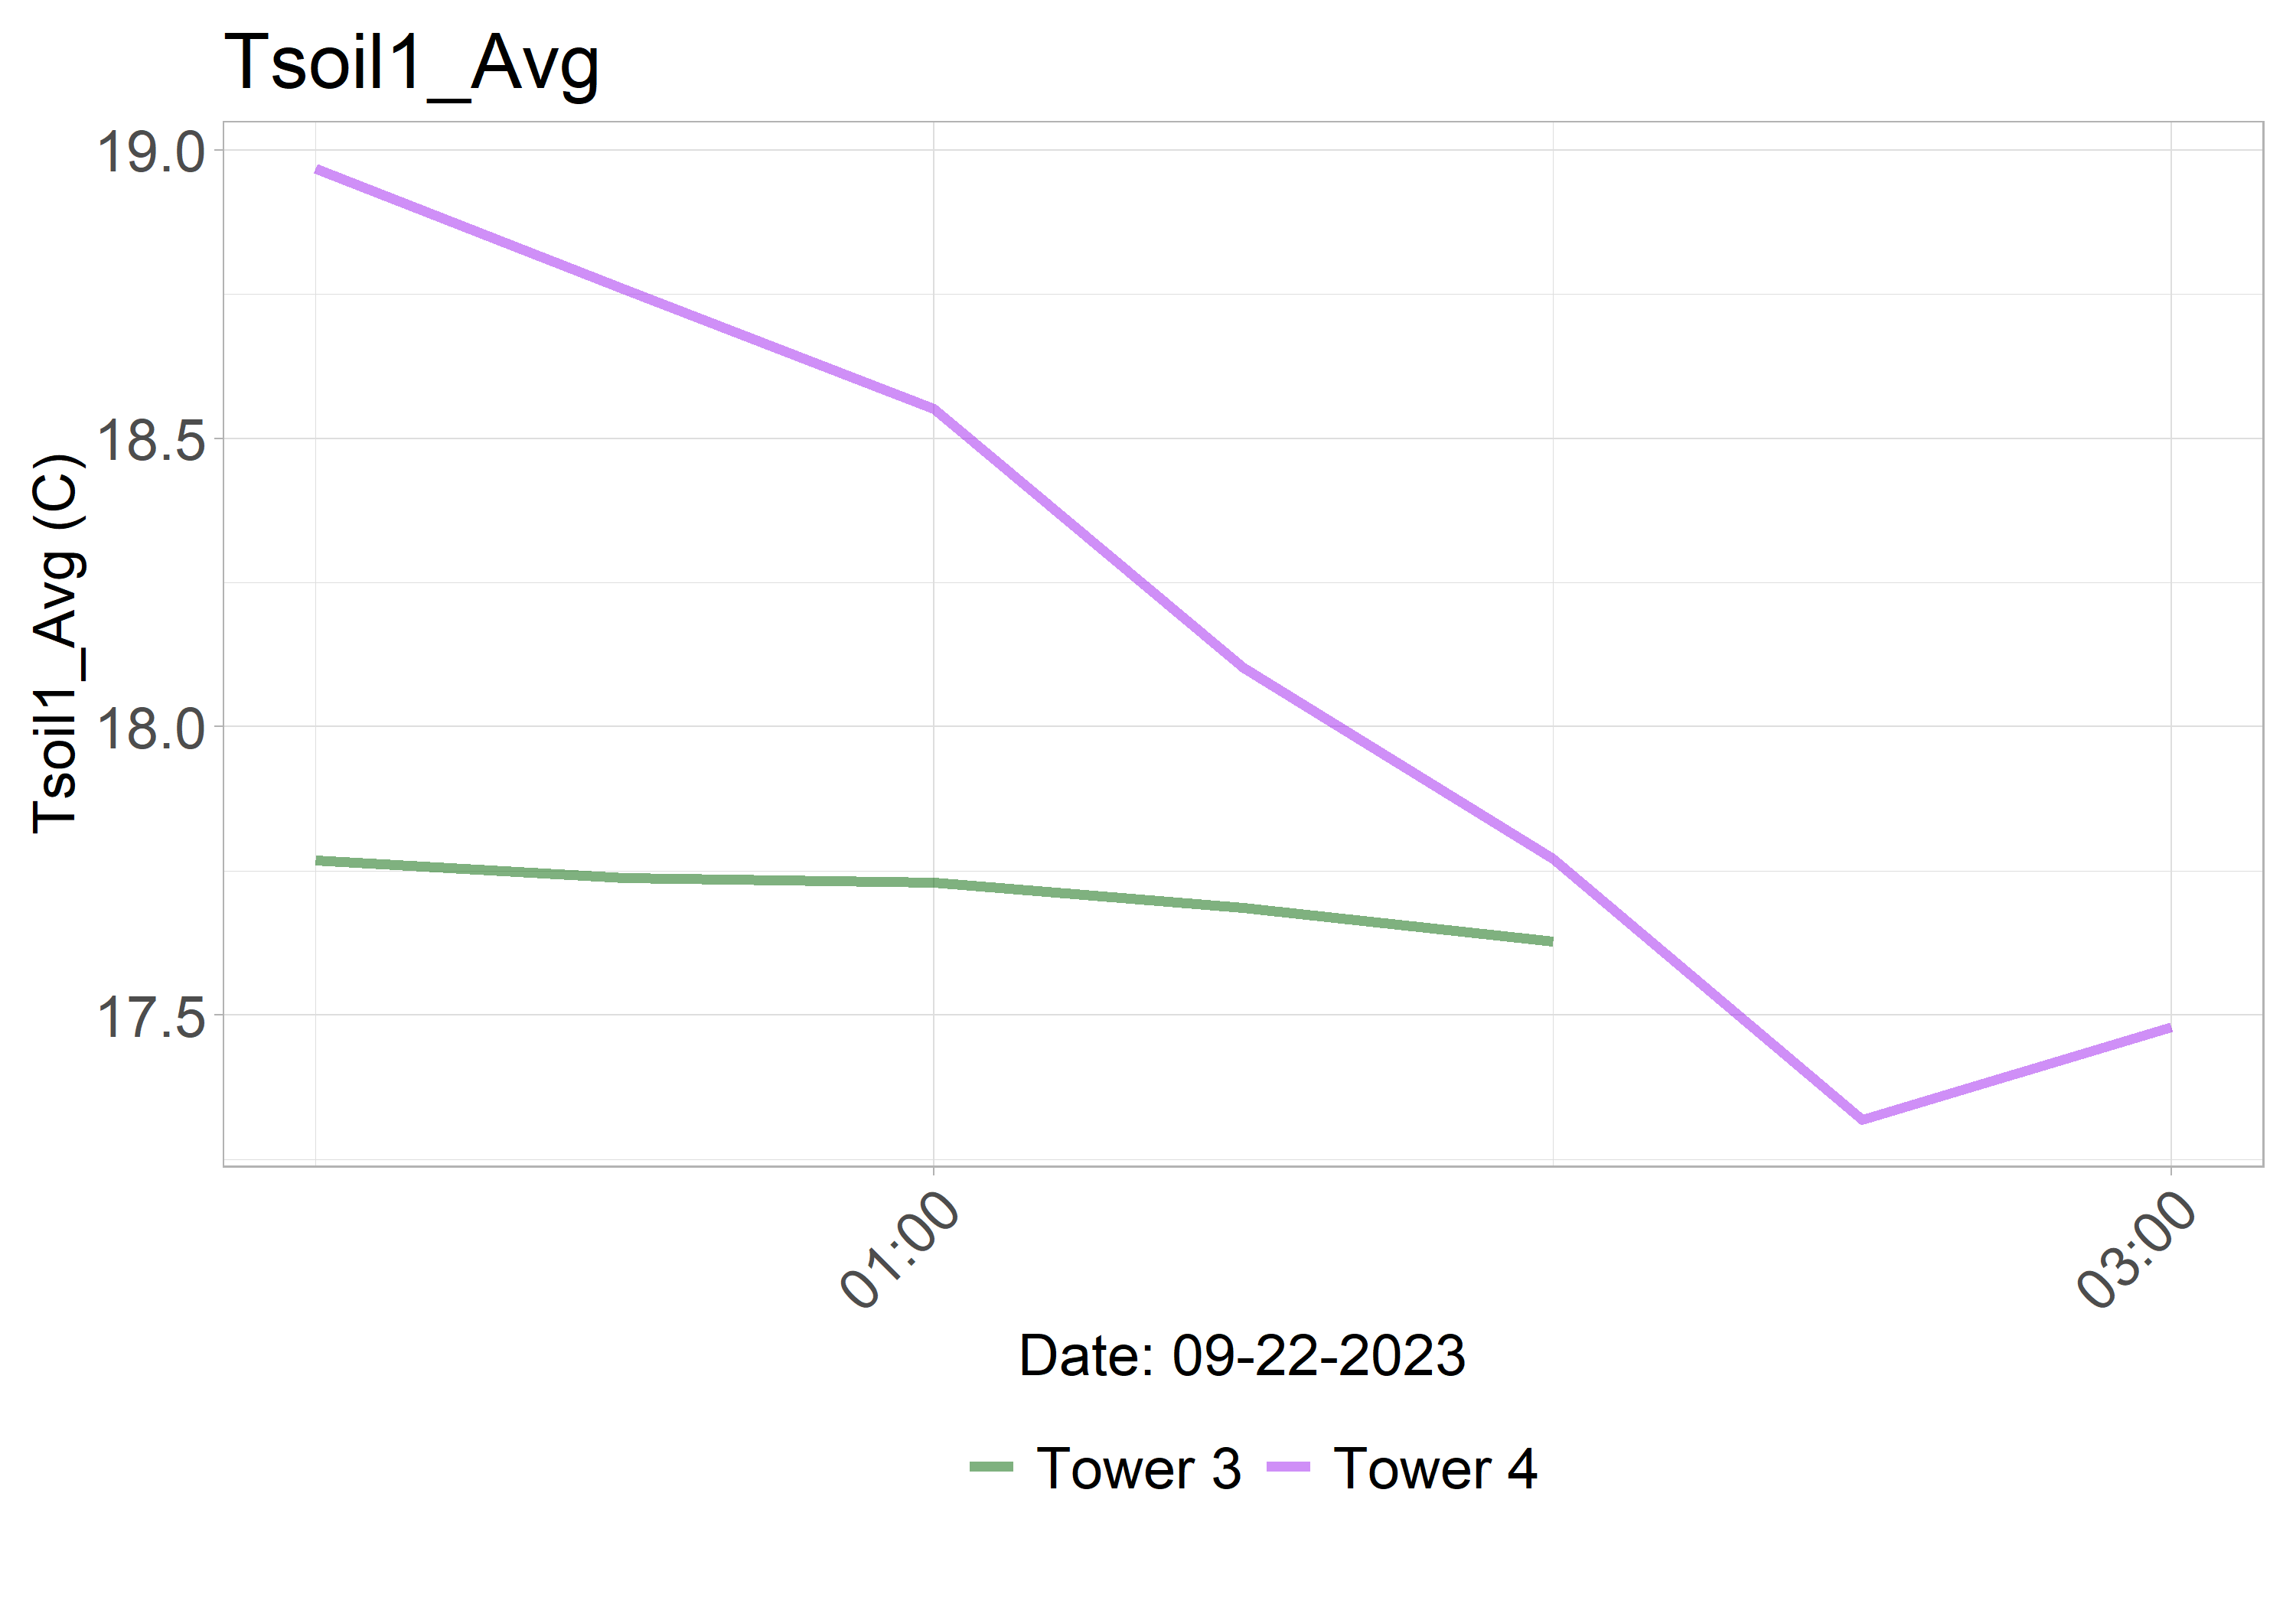 Tsoil1_Avg
Tsoil1_Avg (C)
19.0
18.5
18.0
17.5
01:00
03:00
Date: 09-22-2023
Tower 3
Tower 4